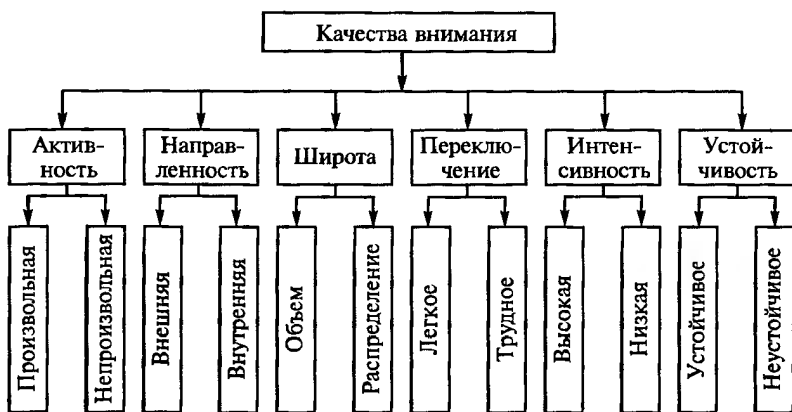 Качества внимания
Актив-
ность
Направ-
ленность
Широта
Переклю-
чение
Интен-
сивность
Устой-
чивость
Произвольная
Непроизвольная
Внешняя
Внутренняя
Объем
Распределение
Легкое
Трудное
Высокая
Низкая
Устойчивое
Неустойчивое